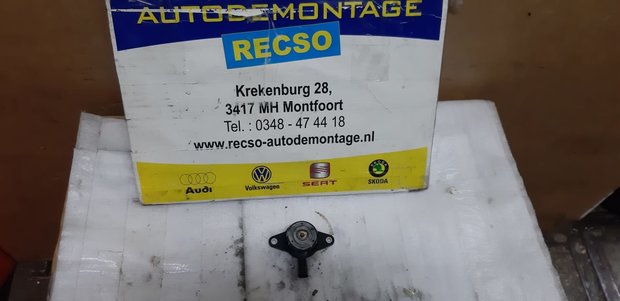 AUTODEMONTAGE
RECSO
Krekenburg 28,
3417 MH Montfoort
Tel. : 0348 - 47 44 18
www.recso-autodemontage.nl
Audi
Volkswagen
SEAT
SKODA